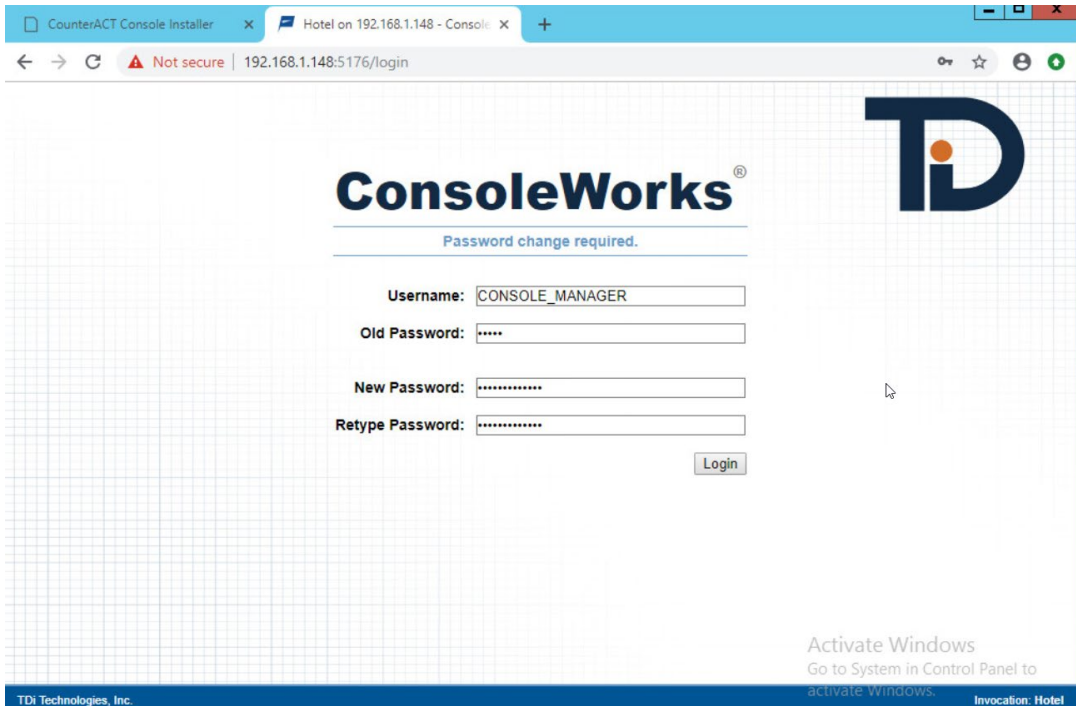 CounterACT Console Installer
Hotel on 192.168.1.148 - Console
Not secure | 192.168.1.148:5176/login
TiD
ConsoleWorks®
Password change required.
Username: CONSOLE_MANAGER
Old Password: •••••
New Password: •••••••••••••
Retype Password: •••••••••••••
Login
Activate Windows
Go to System in Control Panel to
activate Windows.
TDi Technologies, Inc.
Invocation: Hotel